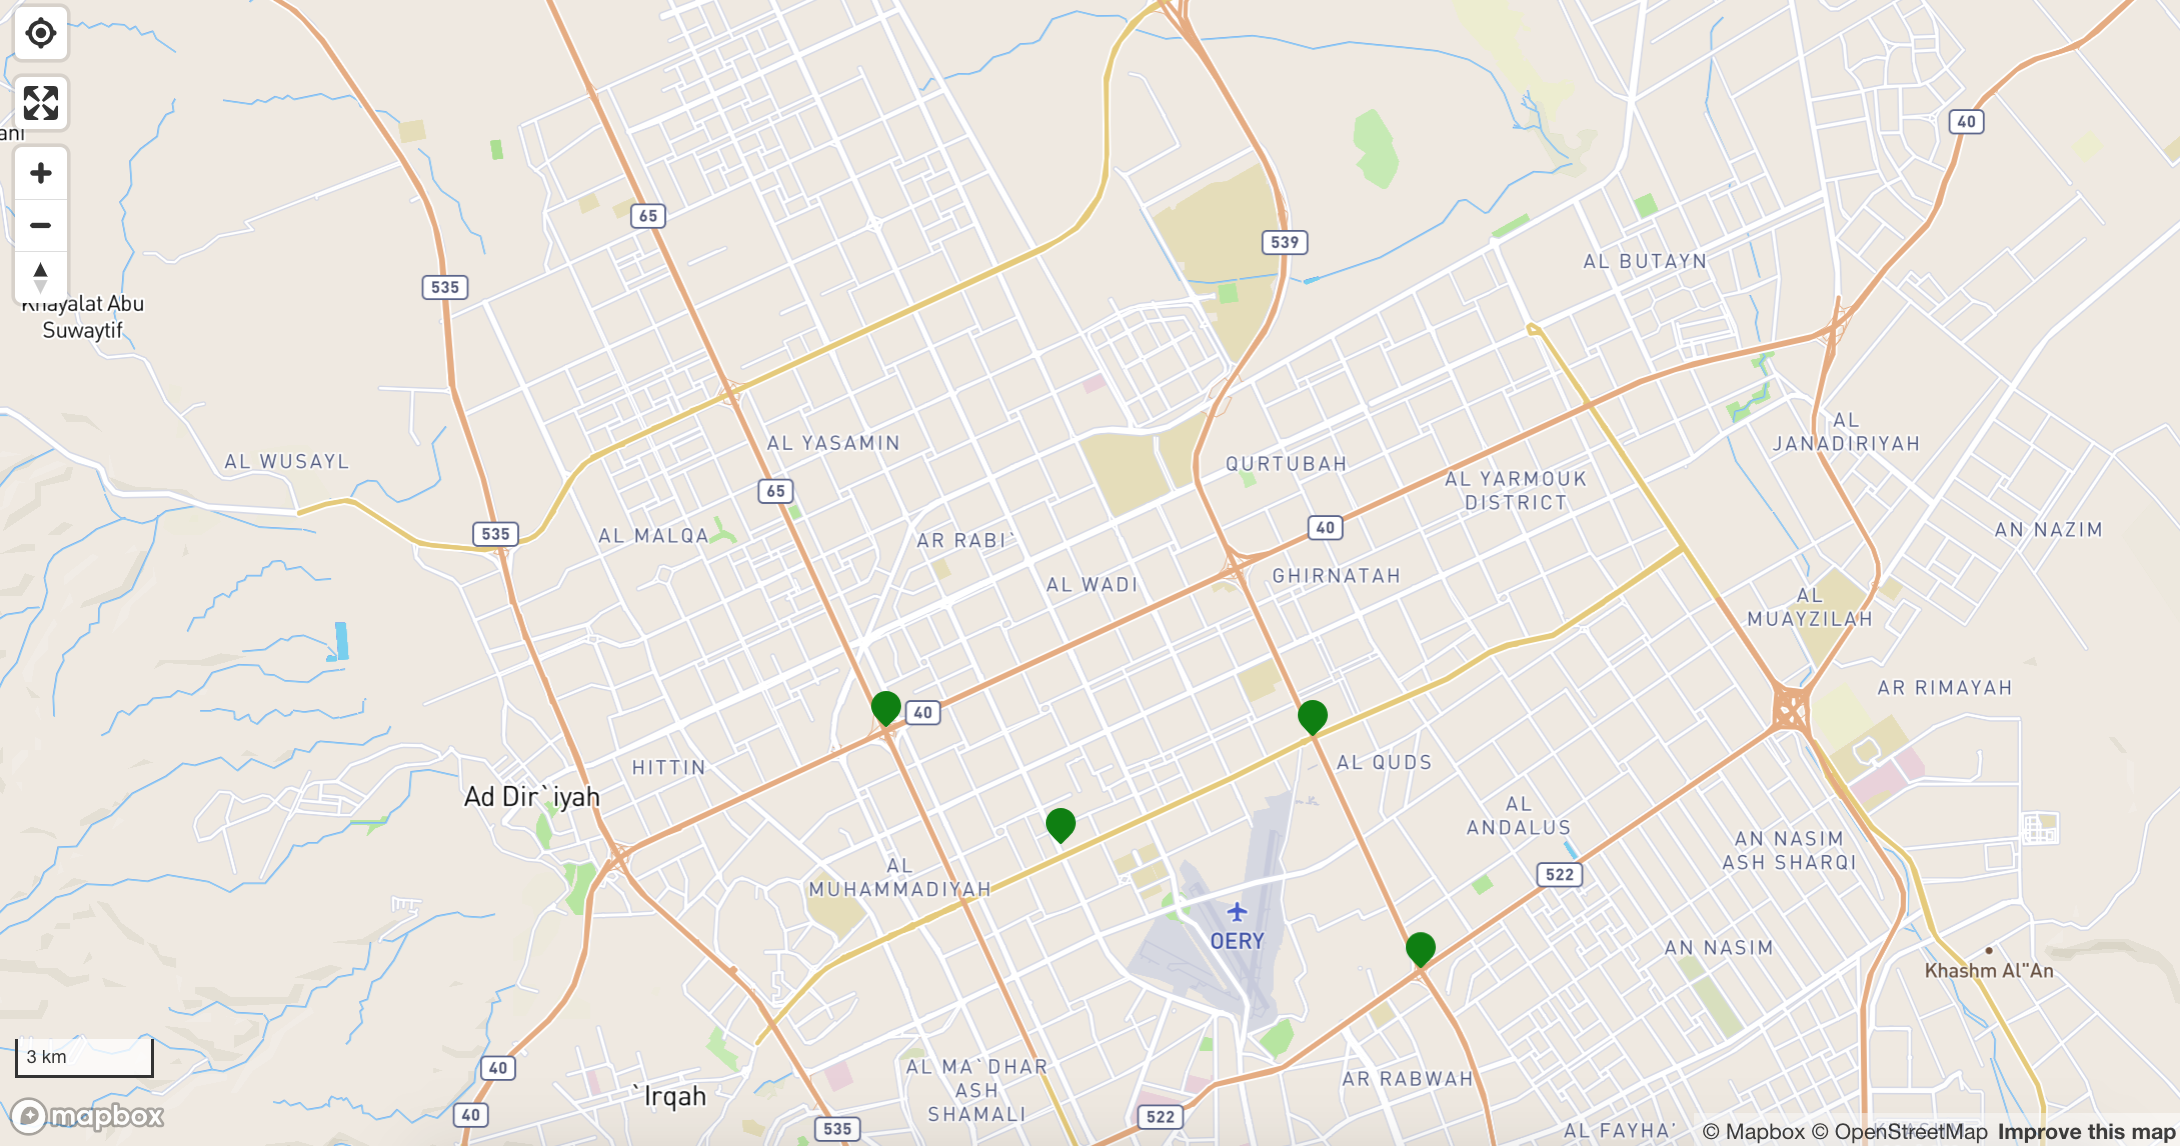 40
ani
65
539
AL BUTAYN
535
Khayalat Abu
Suwaytif
AL
JANADIRIYAH
AL YASAMIN
AL WUSAYL
QURTUBAH
AL YARMOUK
DISTRICT
65
40
AN NAZIM
535
AL MALQA
AR RABI`
AL WADI
GHIRNATAH
AL
MUAYZILAH
AR RIMAYAH
40
HITTIN
AL QUDS
Ad Dir`iyah
AL
ANDALUS
AN NASIM
ASH SHARQI
AL
MUHAMMADIYAH
522
OERY
AN NASIM
Khashm Al"An
3 km
40
AL MA`DHAR
ASH
SHAMALI
AR RABWAH
`Irqah
40
mapbox
522
535
AL FAYHA'
© Mapbox © OpenStreetMap Improve this map